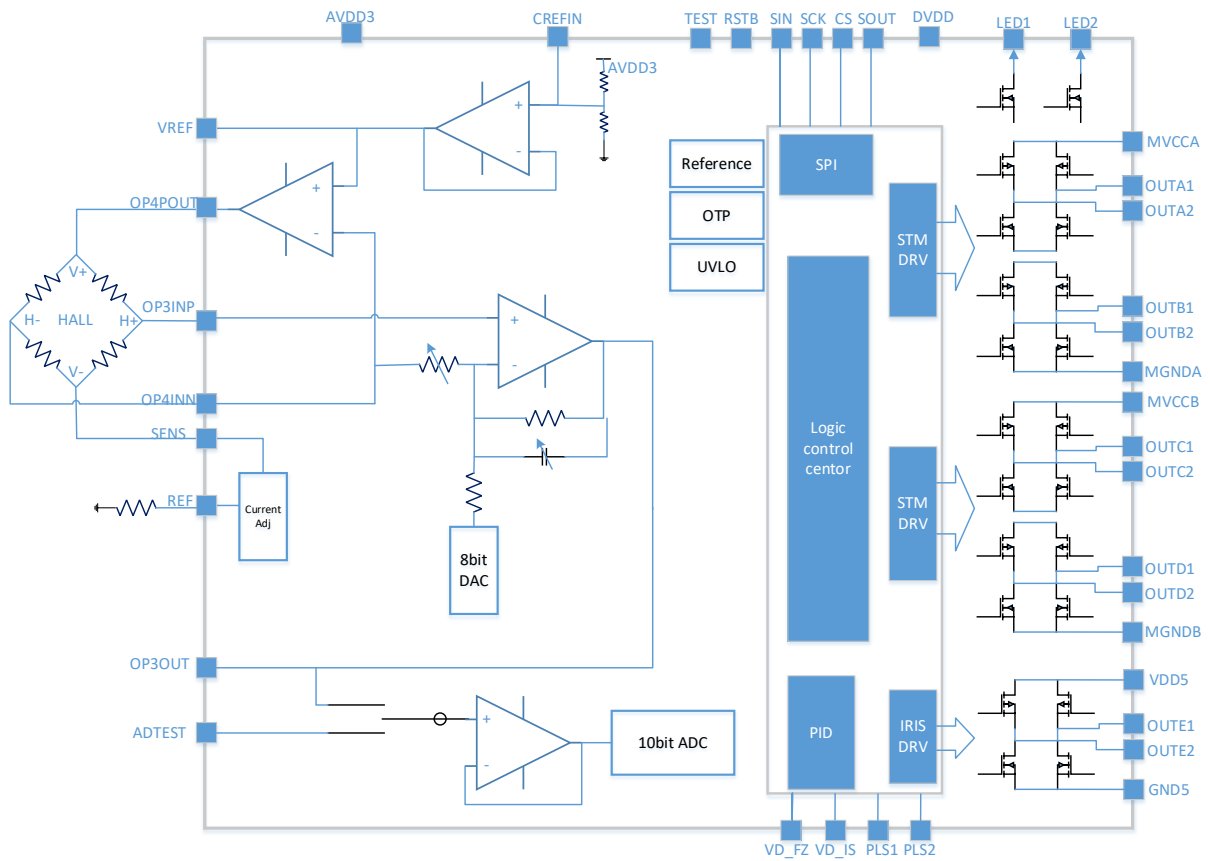 AVDD3
CREFIN
TEST
RSTB
SIN
SCK
CS
SOUT
DVDD
LED1
LED2
AVDD3
+
-
VREF
+
-
OP4POUT
V+
H-
HALL
H+
V-
OP3INP
+
-
OP4INN
SENS
REF
Current
Adj
8bit
DAC
OP3OUT
ADTEST
+
-
10bit ADC
Reference
OTP
UVLO
SPI
STM
DRV
Logic
control
centor
STM
DRV
PID
IRIS
DRV
MVCCA
OUTA1
OUTA2
OUTB1
OUTB2
MGNDA
MVCCB
OUTC1
OUTC2
OUTD1
OUTD2
MGNDB
VDD5
OUTE1
OUTE2
GND5
VD_FZ
VD_IS
PLS1
PLS2